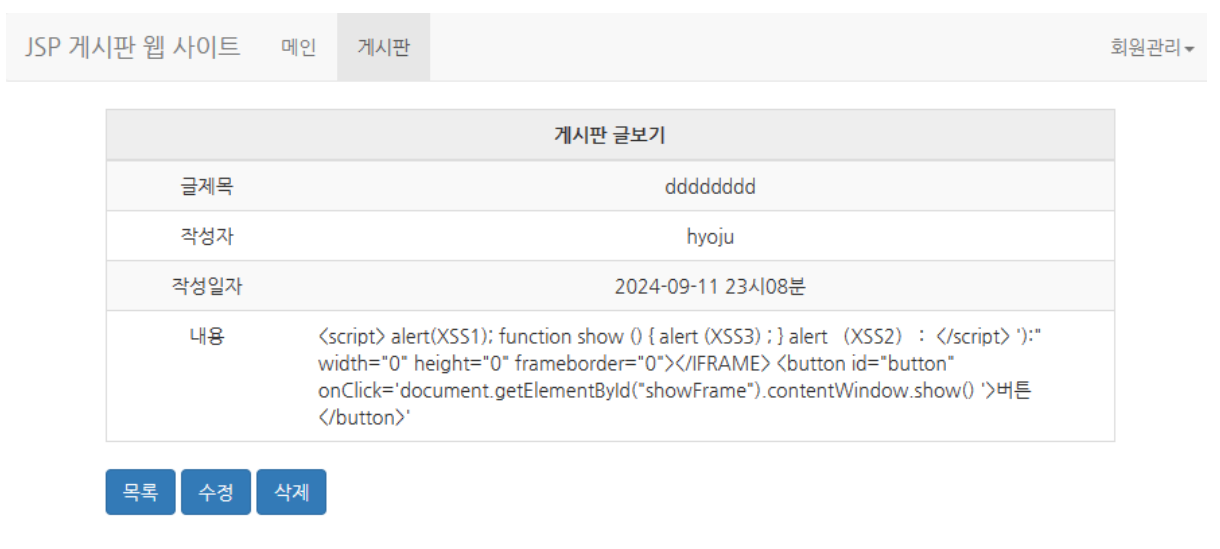 JSP 게시판 웹 사이트 메인 게시판 회원관리
게시판 글보기
글제목 dddddddd
작성자 hyoju
작성일자 2024-09-11 23시08분
내용 <script> alert(XSS1); function show () { alert (XSS3) ; } alert (XSS2) : </script> '):"
width="0" height="0" frameborder="0"></IFRAME> <button id="button"
onClick='document.getElementById("showFrame").contentWindow.show() '>버튼
</button>'
목록 수정 삭제